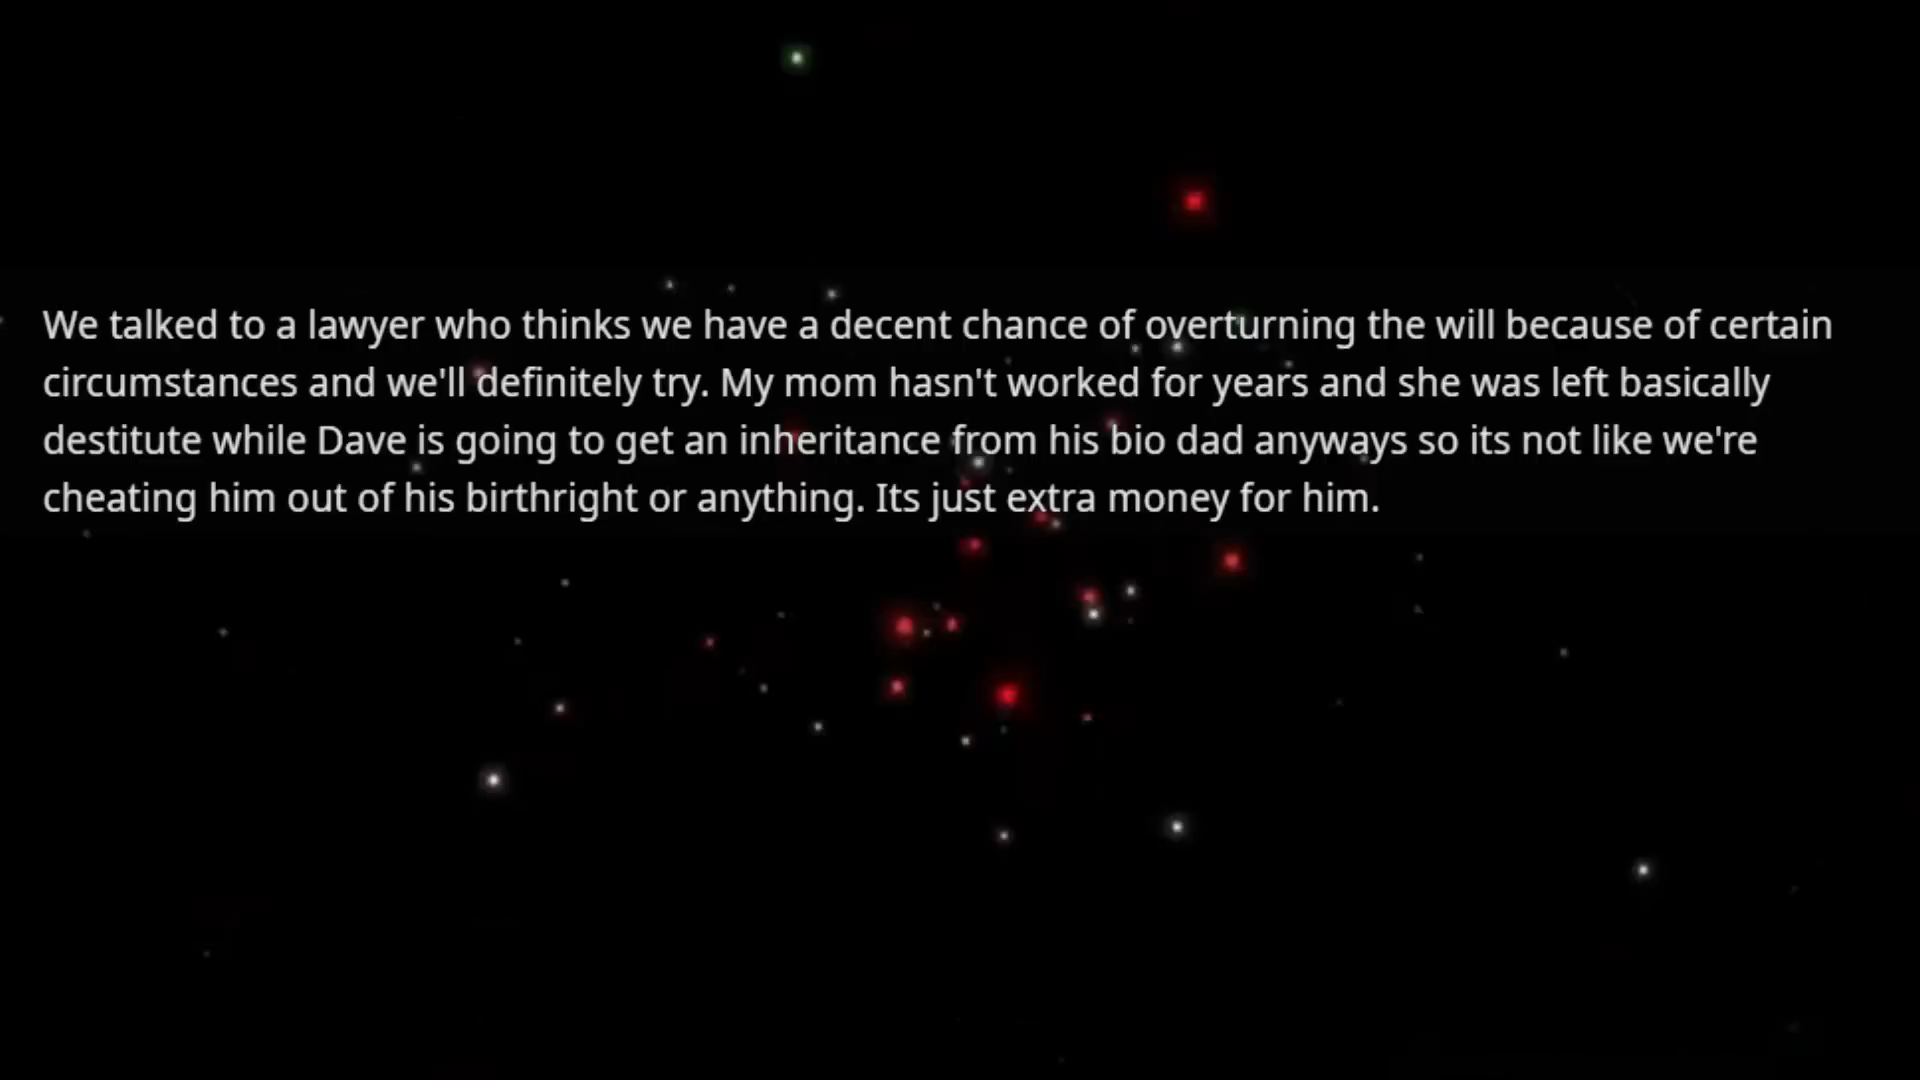 We talked to a lawyer who thinks we have a decent chance of overturning the will because of certain
circumstances and we'll definitely try. My mom hasn't worked for years and she was left basically
destitute while Dave is going to get an inheritance from his bio dad anyways so its not like we're
cheating him out of his birthright or anything. Its just extra money for him.